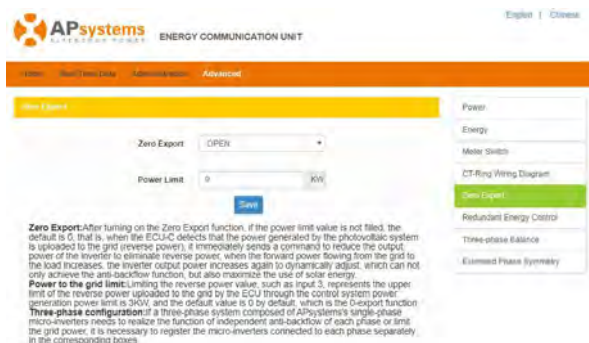 English | Chinese
APsystems
ALTENERGY POWER
ENERGY COMMUNICATION UNIT
Home Real Time Data Administration Advanced
Zero Export
Zero Export OPEN
Power Limit 0 KW
Save
Zero Export:After turning on the Zero Export function, if the power limit value is not filled, the
default is 0, that is, when the ECU-C detects that the power generated by the photovoltaic system
is uploaded to the grid (reverse power), it immediately sends a command to reduce the output
power of the inverter to eliminate reverse power, when the forward power flowing from the grid to
the load increases, the inverter output power increases again to dynamically adjust, which can not
only achieve the anti-backflow function, but also maximize the use of solar energy.
Power to the grid limit:Limiting the reverse power value, such as input 3, represents the upper
limit of the reverse power uploaded to the grid by the ECU through the control system power
generation power limit is 3KW, and the default value is 0 by default, which is the 0-export function
Three-phase configuration:If a three-phase system composed of APsystems's single-phase
micro-inverters needs to realize the function of independent anti-backflow of each phase or limit
the grid power, it is necessary to register the micro-inverters connected to each phase separately
in the corresponding boxes.
Power
Energy
Meter Switch
CT-Ring Wiring Diagram
Zero Export
Redundant Energy Control
Three-phase Balance
Extended Phase Symmetry